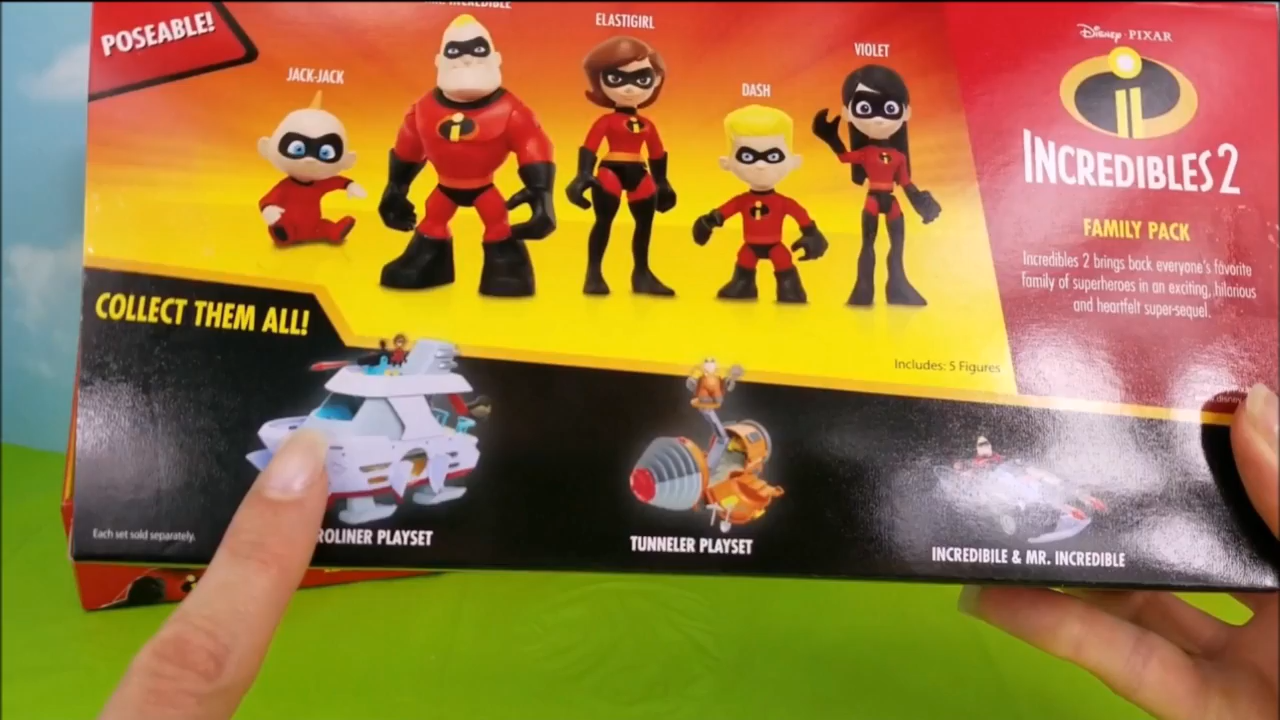 POSEABLE!
JACK-JACK
MR. INCREDIBLE
ELASTIGIRL
DASH
VIOLET
Disney · PIXAR
INCREDIBLES 2
FAMILY PACK
Incredibles 2 brings back everyone's favorite
family of superheroes in an exciting, hilarious
and heartfelt super-sequel.
COLLECT THEM ALL!
Includes: 5 Figures
Each set sold separately.
ROLINER PLAYSET
TUNNELER PLAYSET
INCREDIBILE & MR. INCREDIBLE